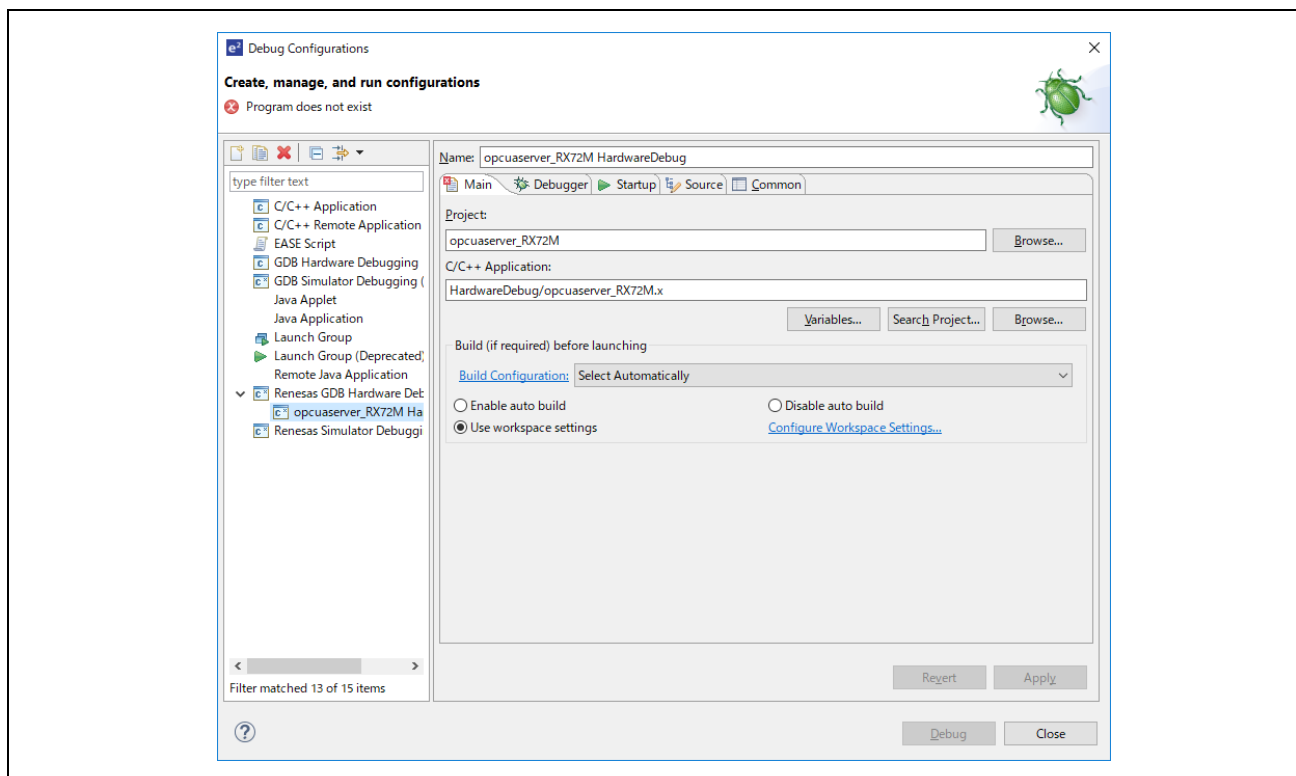 e² Debug Configurations
Create, manage, and run configurations
Program does not exist
Name: opcuaserver_RX72M HardwareDebug
type filter text
C/C++ Application
C/C++ Remote Application
EASE Script
GDB Hardware Debugging
GDB Simulator Debugging (
Java Applet
Java Application
Launch Group
Launch Group (Deprecated)
Remote Java Application
Renesas GDB Hardware Deb
opcuaserver_RX72M Ha
Renesas Simulator Debuggi
Filter matched 13 of 15 items
Main Debugger Startup Source Common
Project:
opcuaserver_RX72M Browse...
C/C++ Application:
HardwareDebug/opcuaserver_RX72M.x
Variables... Search Project... Browse...
Build (if required) before launching
Build Configuration: Select Automatically
Enable auto build Disable auto build
Use workspace settings Configure Workspace Settings...
Revert Apply
? Debug Close